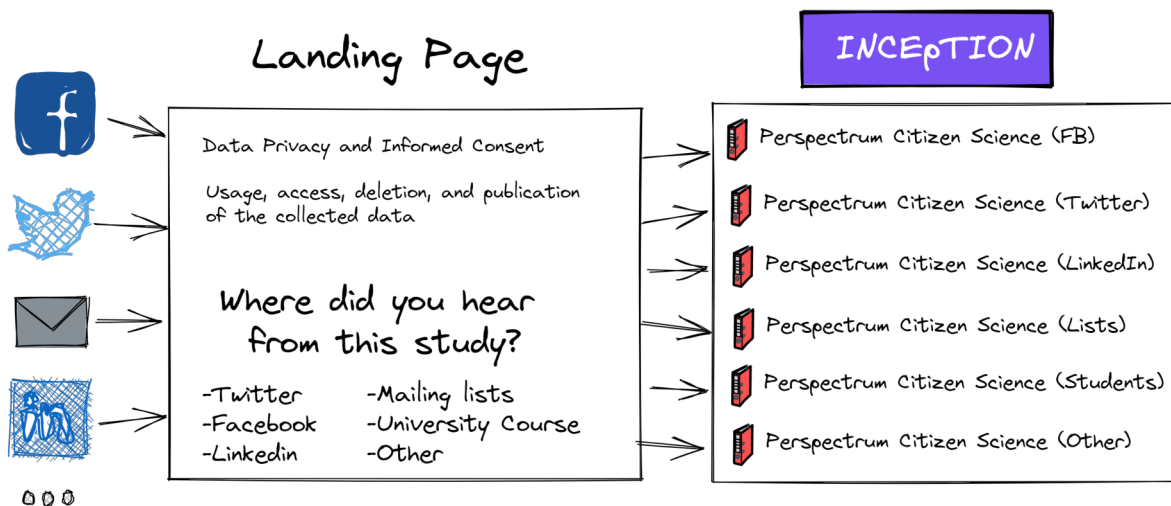 Landing Page
INCEpTION
f
Data Privacy and Informed Consent
Usage, access, deletion, and publication
of the collected data
Where did you hear
from this study?
-Twitter
-Facebook
-Linkedin
-Mailing lists
-University Course
-Other
Perspectrum Citizen Science (FB)
Perspectrum Citizen Science (Twitter)
Perspectrum Citizen Science (LinkedIn)
Perspectrum Citizen Science (Lists)
Perspectrum Citizen Science (Students)
Perspectrum Citizen Science (Other)
in